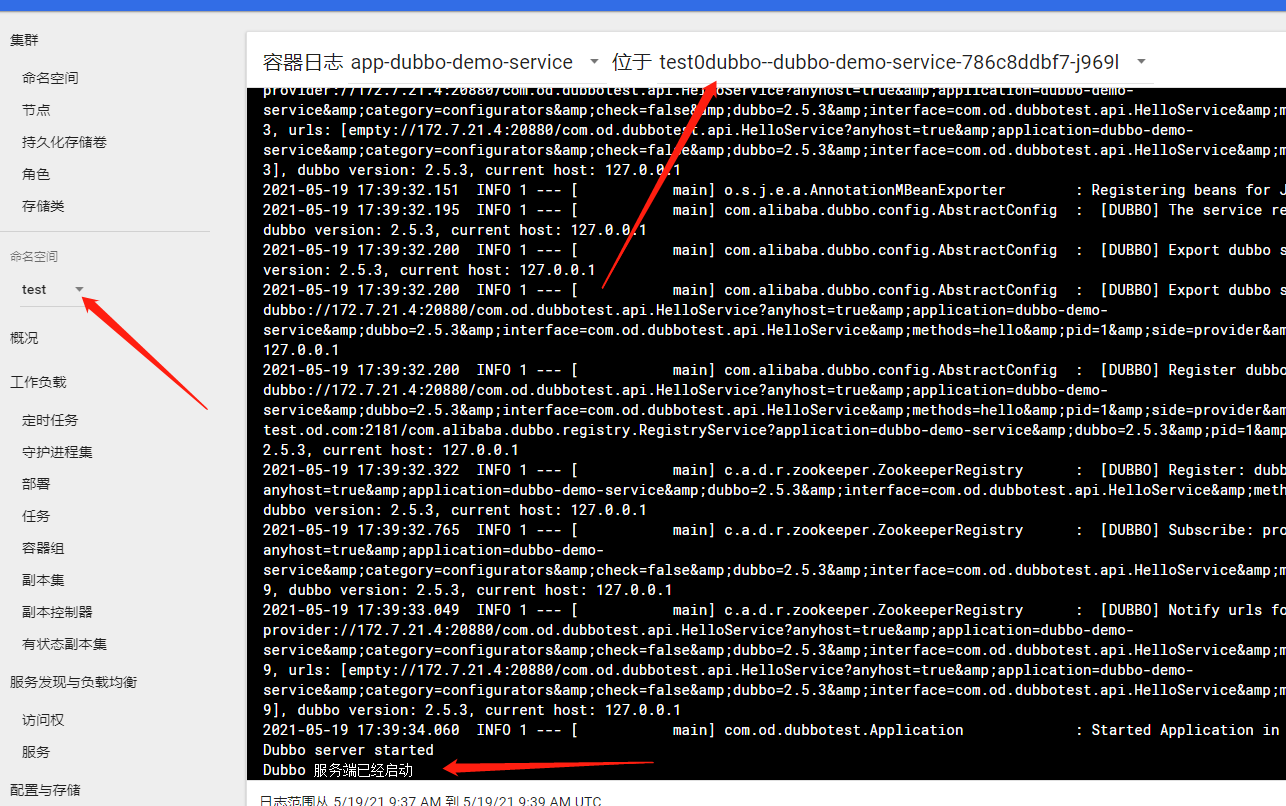 集群
命名空间
节点
持久化存储卷
角色
存储类
命名空间
test
概况
工作负载
定时任务
守护进程集
部署
任务
容器组
副本集
副本控制器
有状态副本集
服务发现与负载均衡
访问权
服务
配置与存储
容器日志 app-dubbo-demo-service 位于 test0dubbo--dubbo-demo-service-786c8ddbf7-j969l
provider://172.7.21.4:20880/com.od.dubbotest.api.HelloService?anyhost=true&amp;application=dubbo-demo-
service&amp;category=configurators&amp;check=false&amp;dubbo=2.5.3&amp;interface=com.od.dubbotest.api.HelloService&amp;m
3, urls: [empty://172.7.21.4:20880/com.od.dubbotest.api.HelloService?anyhost=true&amp;application=dubbo-demo-
service&amp;category=configurators&amp;check=false&amp;dubbo=2.5.3&amp;interface=com.od.dubbotest.api.HelloService&amp;m
3], dubbo version: 2.5.3, current host: 127.0.0.1
2021-05-19 17:39:32.151  INFO 1 --- [           main] o.s.j.e.a.AnnotationMBeanExporter        : Registering beans for J
2021-05-19 17:39:32.195  INFO 1 --- [           main] com.alibaba.dubbo.config.AbstractConfig  :  [DUBBO] The service re
dubbo version: 2.5.3, current host: 127.0.0.1
2021-05-19 17:39:32.200  INFO 1 --- [           main] com.alibaba.dubbo.config.AbstractConfig  :  [DUBBO] Export dubbo s
version: 2.5.3, current host: 127.0.0.1
2021-05-19 17:39:32.200  INFO 1 --- [           main] com.alibaba.dubbo.config.AbstractConfig  :  [DUBBO] Export dubbo s
dubbo://172.7.21.4:20880/com.od.dubbotest.api.HelloService?anyhost=true&amp;application=dubbo-demo-
service&amp;dubbo=2.5.3&amp;interface=com.od.dubbotest.api.HelloService&amp;methods=hello&amp;pid=1&amp;side=provider&am
127.0.0.1
2021-05-19 17:39:32.200  INFO 1 --- [           main] com.alibaba.dubbo.config.AbstractConfig  :  [DUBBO] Register dubbo
dubbo://172.7.21.4:20880/com.od.dubbotest.api.HelloService?anyhost=true&amp;application=dubbo-demo-
service&amp;dubbo=2.5.3&amp;interface=com.od.dubbotest.api.HelloService&amp;methods=hello&amp;pid=1&amp;side=provider&am
test.od.com:2181/com.alibaba.dubbo.registry.RegistryService?application=dubbo-demo-service&amp;dubbo=2.5.3&amp;pid=1&amp
2.5.3, current host: 127.0.0.1
2021-05-19 17:39:32.322  INFO 1 --- [           main] c.a.d.r.zookeeper.ZookeeperRegistry      :  [DUBBO] Register: dubb
anyhost=true&amp;application=dubbo-demo-service&amp;dubbo=2.5.3&amp;interface=com.od.dubbotest.api.HelloService&amp;meth
dubbo version: 2.5.3, current host: 127.0.0.1
2021-05-19 17:39:32.765  INFO 1 --- [           main] c.a.d.r.zookeeper.ZookeeperRegistry      :  [DUBBO] Subscribe: pro
anyhost=true&amp;application=dubbo-demo-
service&amp;category=configurators&amp;check=false&amp;dubbo=2.5.3&amp;interface=com.od.dubbotest.api.HelloService&amp;m
9, dubbo version: 2.5.3, current host: 127.0.0.1
2021-05-19 17:39:33.049  INFO 1 --- [           main] c.a.d.r.zookeeper.ZookeeperRegistry      :  [DUBBO] Notify urls fo
provider://172.7.21.4:20880/com.od.dubbotest.api.HelloService?anyhost=true&amp;application=dubbo-demo-
service&amp;category=configurators&amp;check=false&amp;dubbo=2.5.3&amp;interface=com.od.dubbotest.api.HelloService&amp;m
9, urls: [empty://172.7.21.4:20880/com.od.dubbotest.api.HelloService?anyhost=true&amp;application=dubbo-demo-
service&amp;category=configurators&amp;check=false&amp;dubbo=2.5.3&amp;interface=com.od.dubbotest.api.HelloService&amp;m
9], dubbo version: 2.5.3, current host: 127.0.0.1
2021-05-19 17:39:34.060  INFO 1 --- [           main] com.od.dubbotest.Application             : Started Application in
Dubbo server started
Dubbo 服务端已经启动
日志范围从 5/19/21 9:37 AM 到 5/19/21 9:39 AM UTC